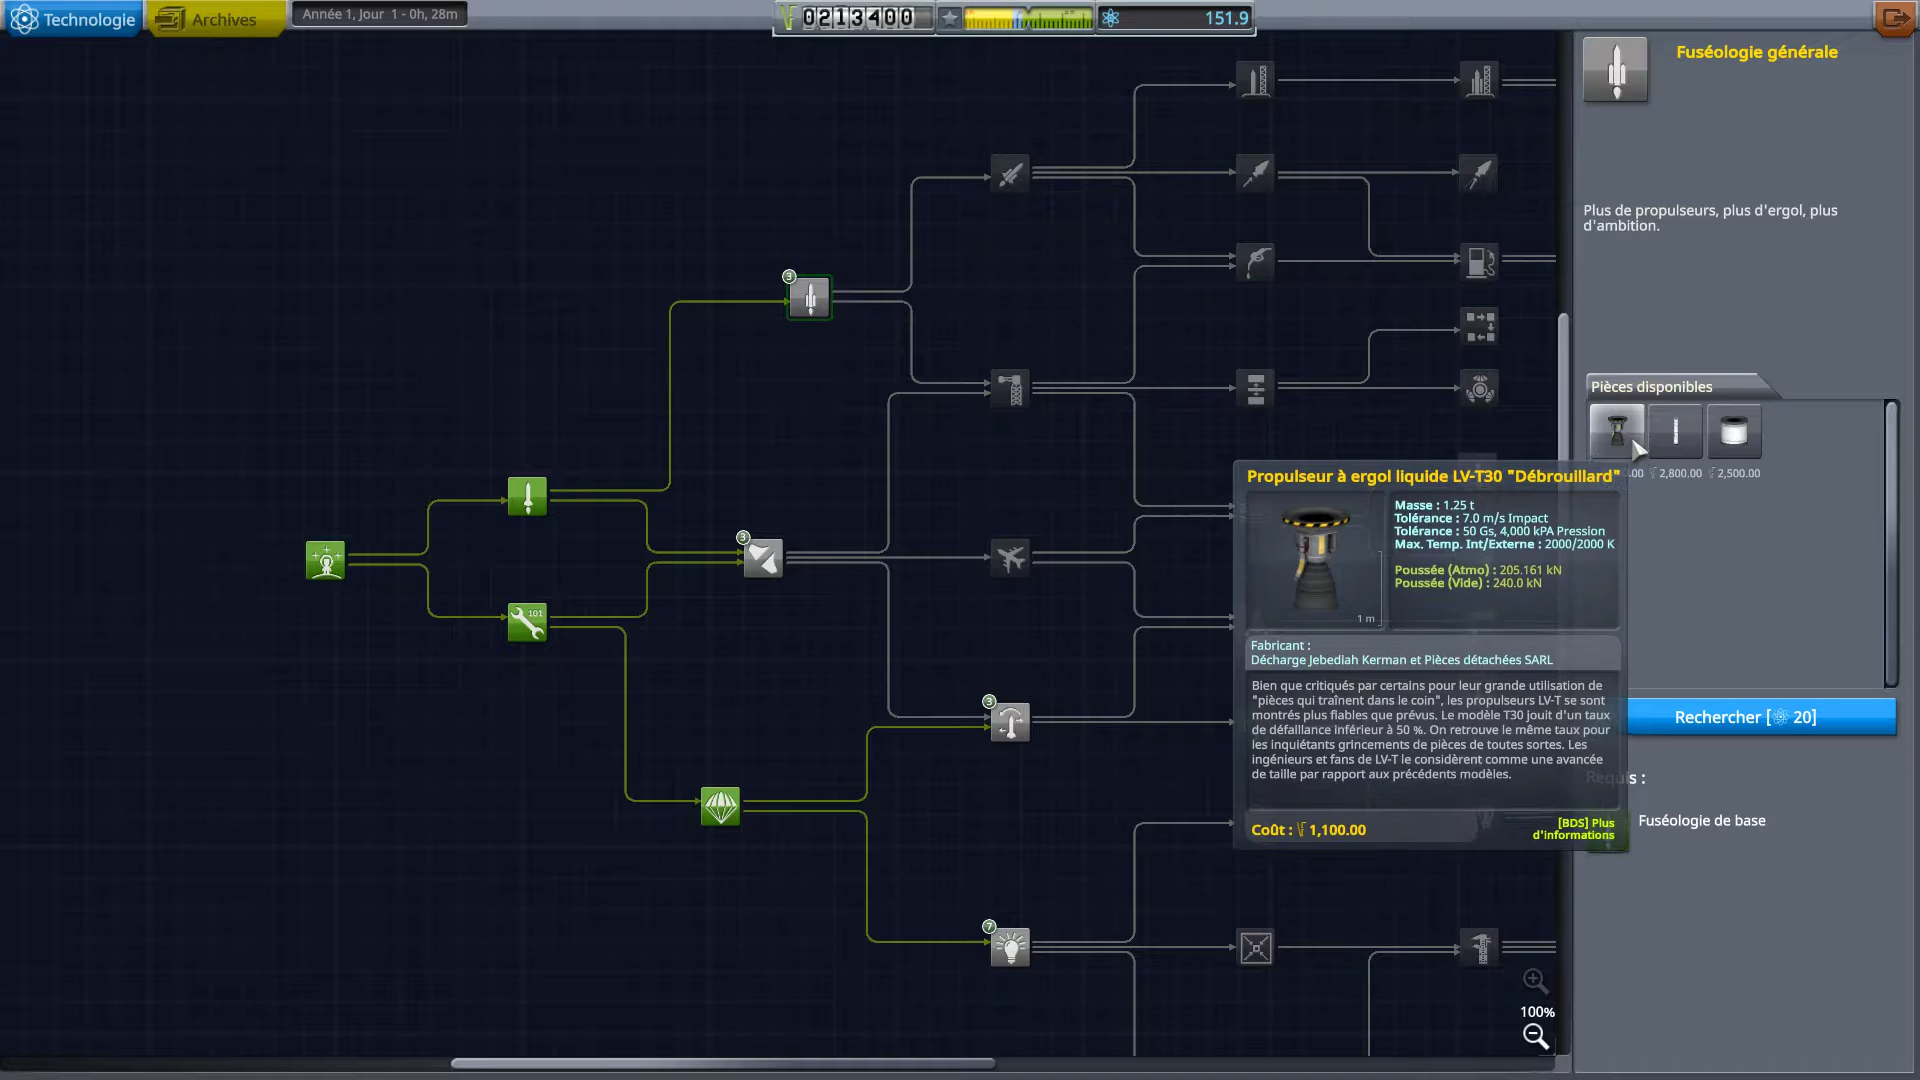 Technologie
Archives
Année 1, Jour 1 - 0h, 28m
0213400
151.9
Fuséologie générale
Plus de propulseurs, plus d'ergol, plus
d'ambition.
3
3
101
3
7
Pièces disponibles
.00
2,800.00
2,500.00
Propulseur à ergol liquide LV-T30 "Débrouillard"
Masse : 1.25 t
Tolérance : 7.0 m/s Impact
Tolérance : 50 Gs, 4,000 kPA Pression
Max. Temp. Int/Externe : 2000/2000 K
Poussée (Atmo) : 205.161 kN
Poussée (Vide) : 240.0 kN
1 m
Fabricant :
Décharge Jebediah Kerman et Pièces détachées SARL
Bien que critiqués par certains pour leur grande utilisation de
"pièces qui traînent dans le coin", les propulseurs LV-T se sont
montrés plus fiables que prévus. Le modèle T30 jouit d'un taux
de défaillance inférieur à 50 %. On retrouve le même taux pour
les inquiétants grincements de pièces de toutes sortes. Les
ingénieurs et fans de LV-T le considèrent comme une avancée
de taille par rapport aux précédents modèles.
Coût : 1,100.00
[BDS] Plus
d'informations
Rechercher [20]
Requis :
Fuséologie de base
100%